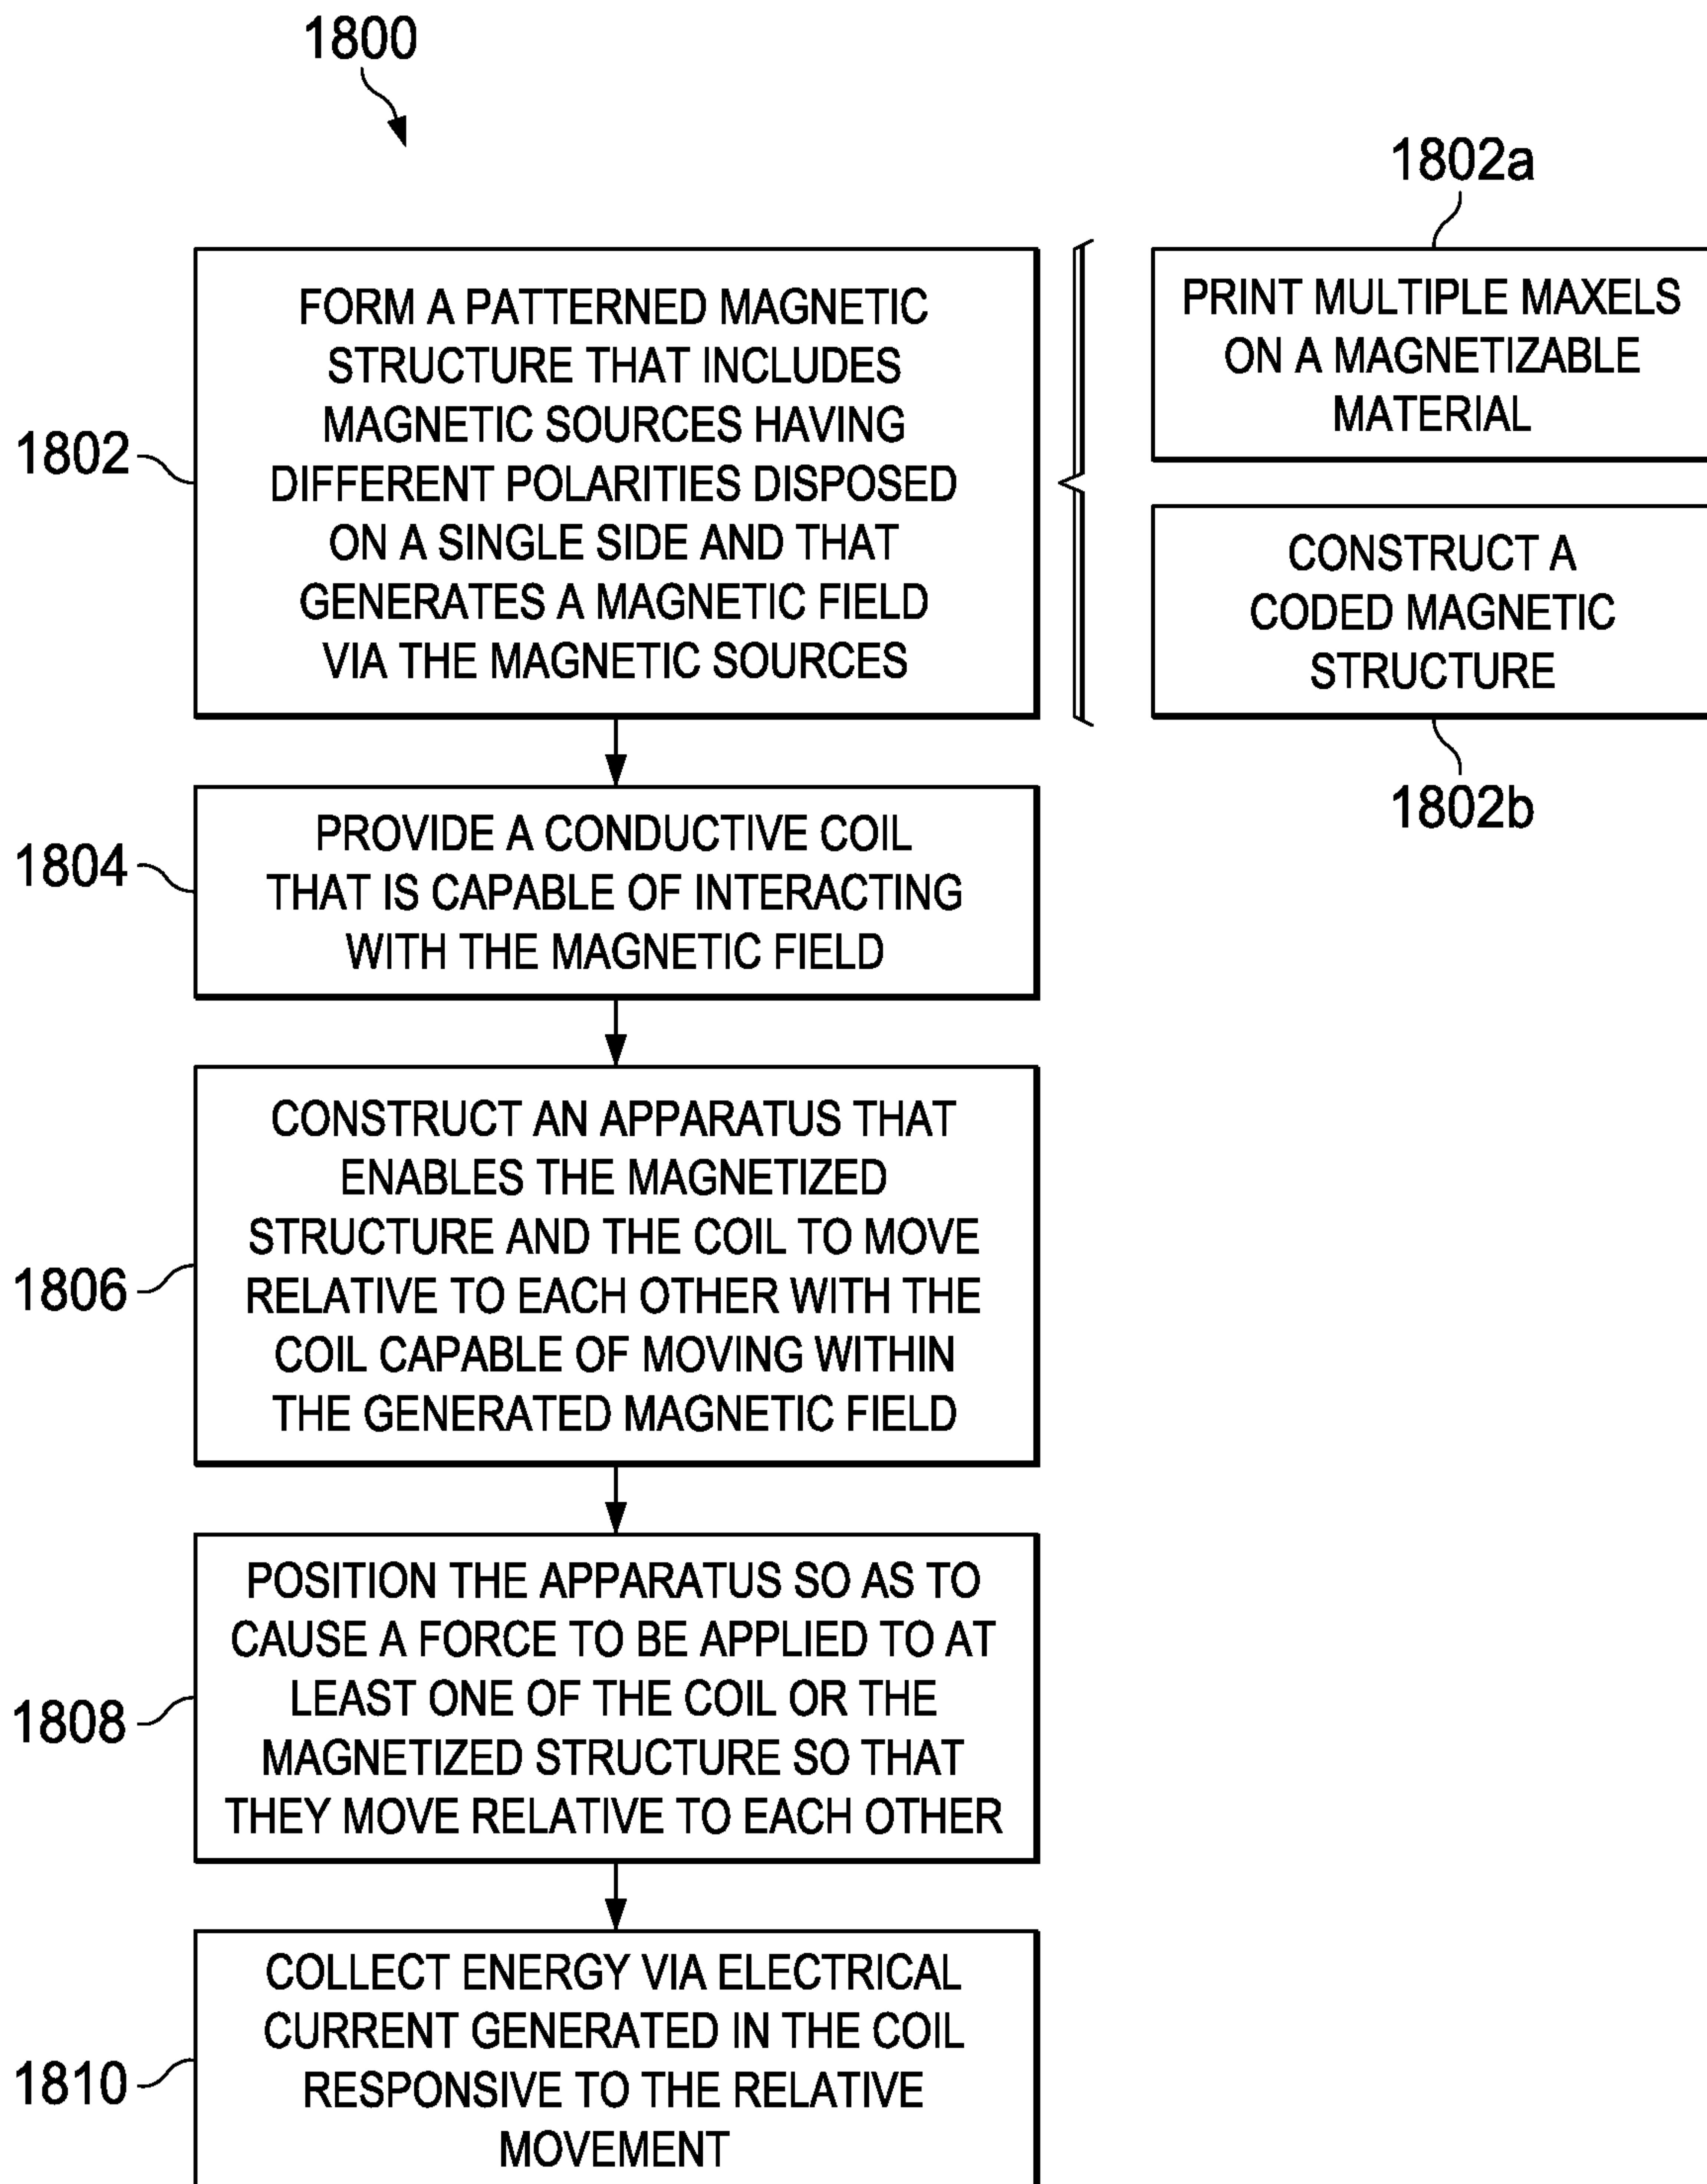 1800
1802a
1802
FORM A PATTERNED MAGNETIC
STRUCTURE THAT INCLUDES
MAGNETIC SOURCES HAVING
DIFFERENT POLARITIES DISPOSED
ON A SINGLE SIDE AND THAT
GENERATES A MAGNETIC FIELD
VIA THE MAGNETIC SOURCES
PRINT MULTIPLE MAXELS
ON A MAGNETIZABLE
MATERIAL
CONSTRUCT A
CODED MAGNETIC
STRUCTURE
1802b
1804
PROVIDE A CONDUCTIVE COIL
THAT IS CAPABLE OF INTERACTING
WITH THE MAGNETIC FIELD
1806
CONSTRUCT AN APPARATUS THAT
ENABLES THE MAGNETIZED
STRUCTURE AND THE COIL TO MOVE
RELATIVE TO EACH OTHER WITH THE
COIL CAPABLE OF MOVING WITHIN
THE GENERATED MAGNETIC FIELD
1808
POSITION THE APPARATUS SO AS TO
CAUSE A FORCE TO BE APPLIED TO AT
LEAST ONE OF THE COIL OR THE
MAGNETIZED STRUCTURE SO THAT
THEY MOVE RELATIVE TO EACH OTHER
1810
COLLECT ENERGY VIA ELECTRICAL
CURRENT GENERATED IN THE COIL
RESPONSIVE TO THE RELATIVE
MOVEMENT